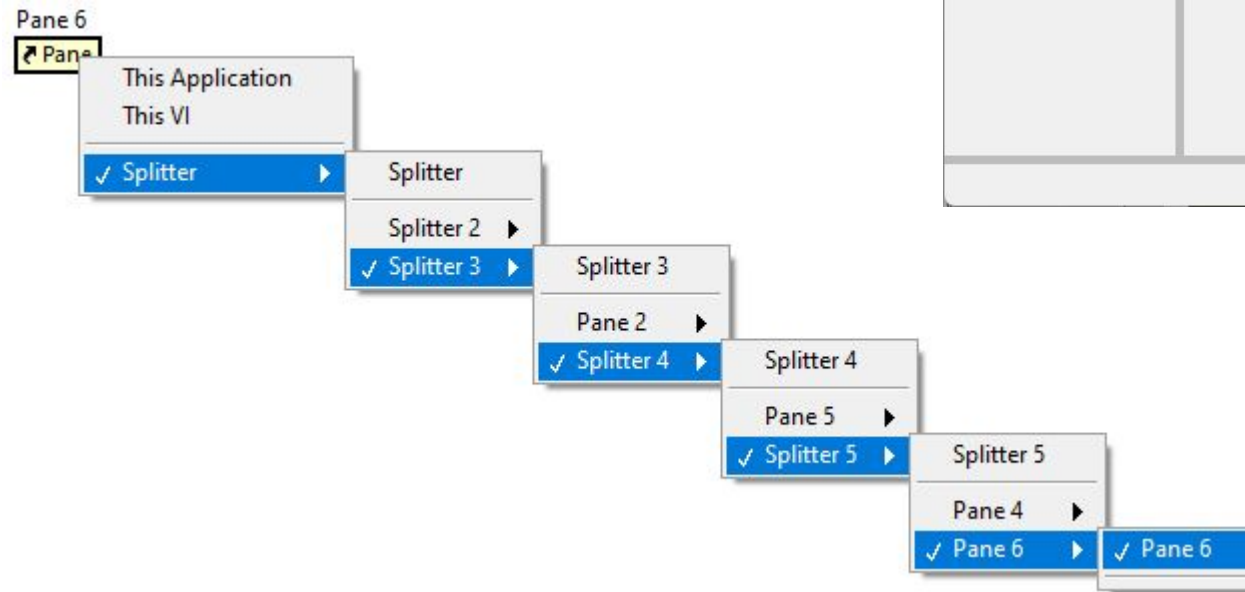 Pane 6
Pane
This Application
This VI
Splitter
Splitter
Splitter 2
Splitter 3
Splitter 3
Pane 2
Splitter 4
Splitter 4
Pane 5
Splitter 5
Splitter 5
Pane 4
Pane 6
Pane 6